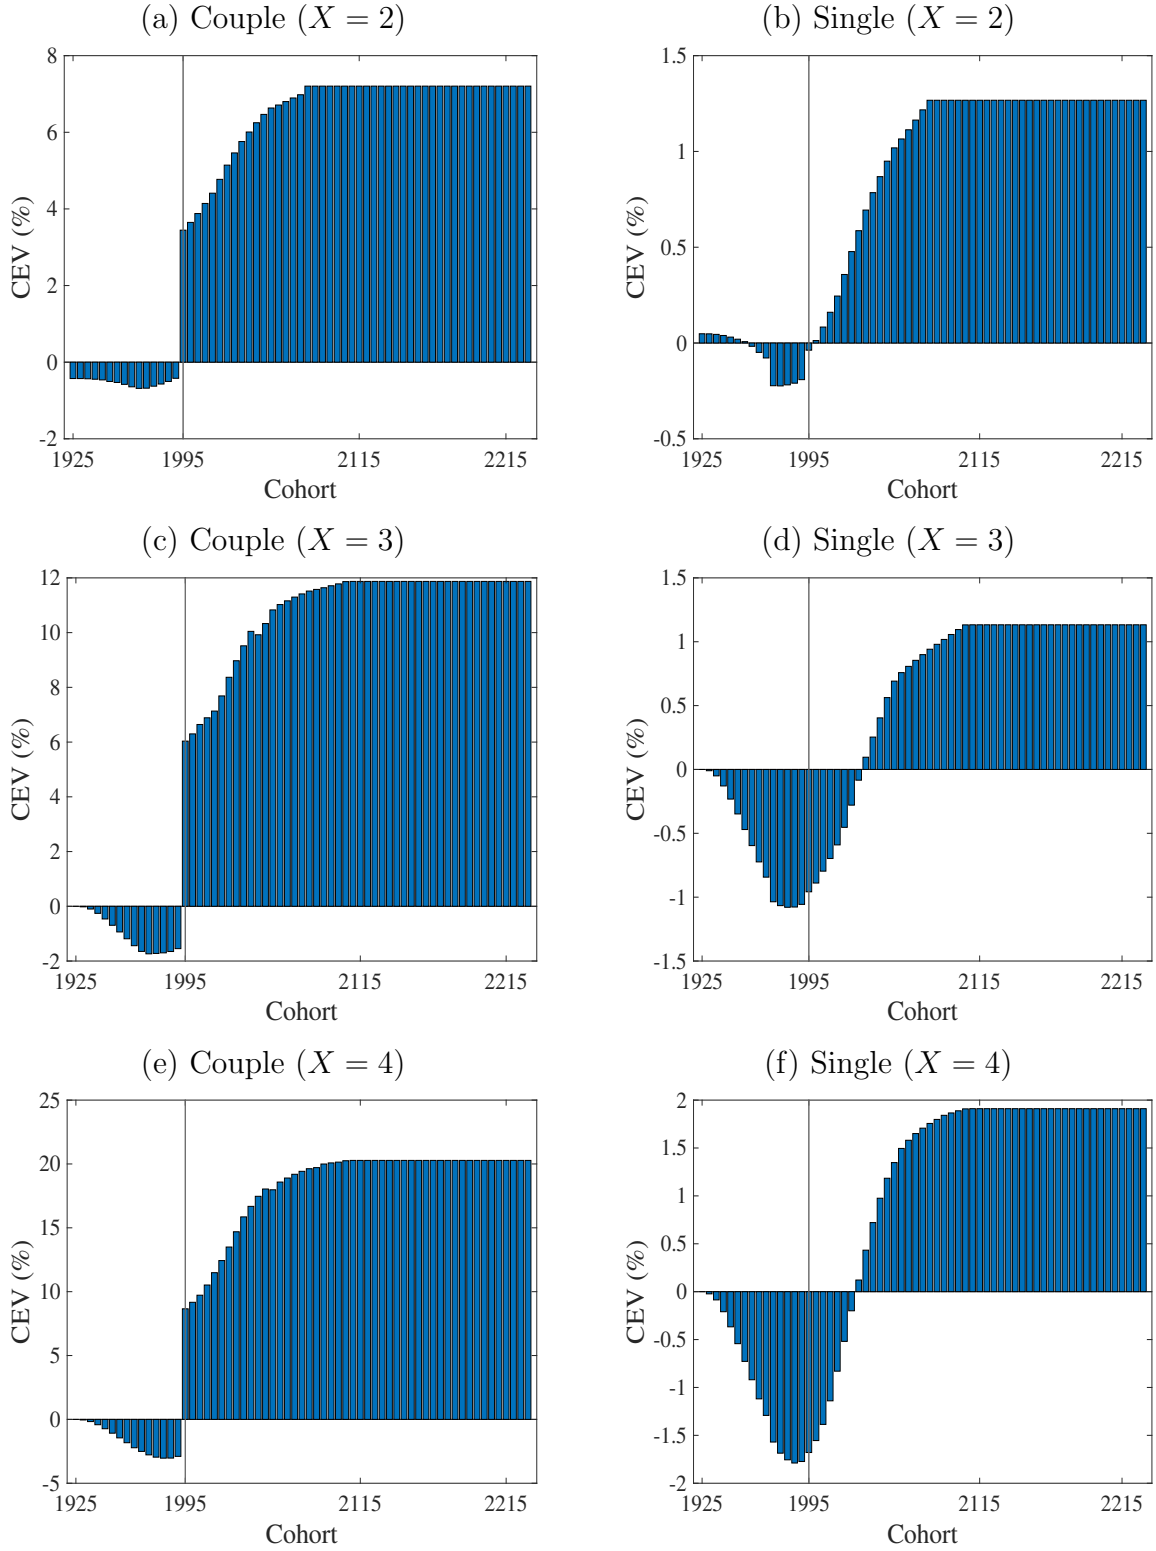 (a) Couple (X = 2)
8
6
4
2
0
-2
CEV (%)
1925 1995 2115 2215
Cohort
(b) Single (X = 2)
1.5
1
0.5
0
-0.5
CEV (%)
1925 1995 2115 2215
Cohort
(c) Couple (X = 3)
12
10
8
6
4
2
0
-2
CEV (%)
1925 1995 2115 2215
Cohort
(d) Single (X = 3)
1.5
1
0.5
0
-0.5
-1
-1.5
CEV (%)
1925 1995 2115 2215
Cohort
(e) Couple (X = 4)
25
20
15
10
5
0
-5
CEV (%)
1925 1995 2115 2215
Cohort
(f) Single (X = 4)
2
1.5
1
0.5
0
-0.5
-1
-1.5
-2
CEV (%)
1925 1995 2115 2215
Cohort